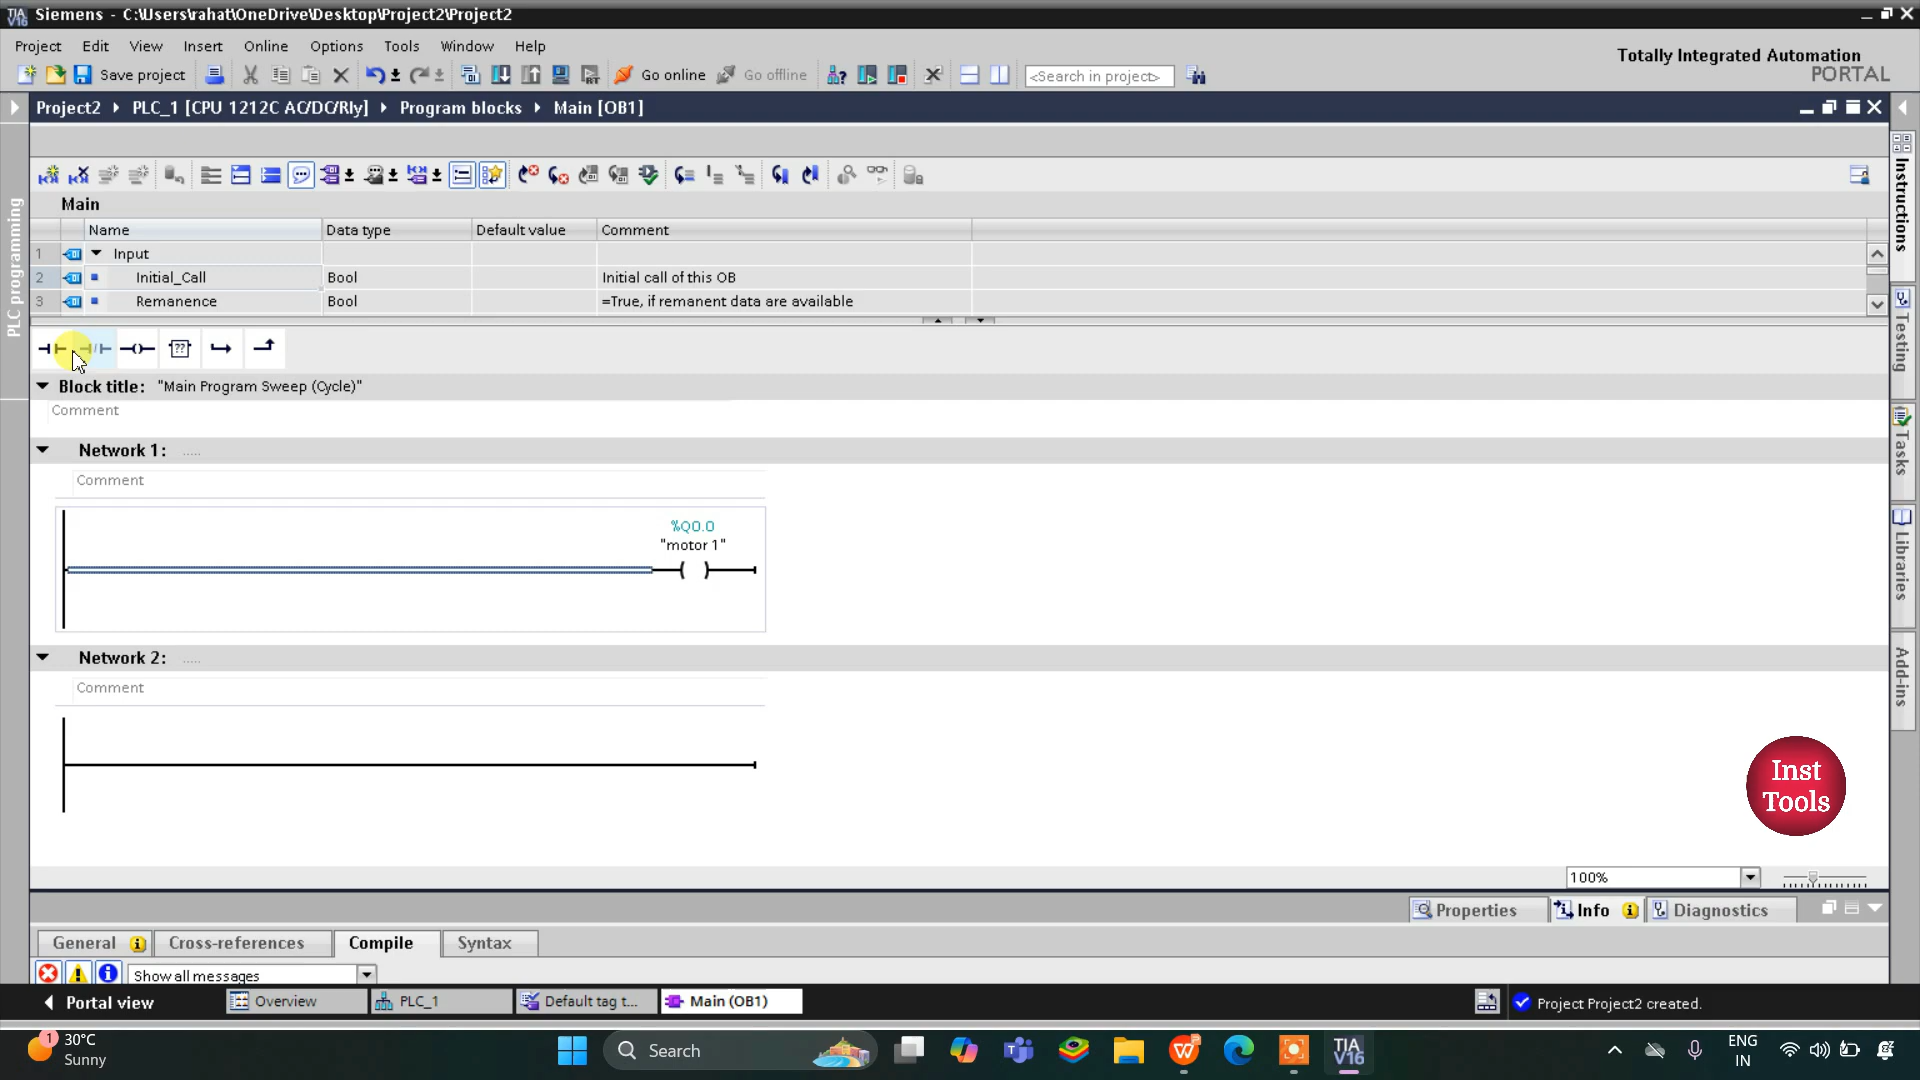 TIA
V16
Siemens - C:\Users\rahat\OneDrive\Desktop\Project2\Project2
Project Edit View Insert Online Options Tools Window Help
Totally Integrated Automation
PORTAL
Save project
Go online
Go offline
<Search in project>
Project2 ▸ PLC_1 [CPU 1212C AC/DC/Rly] ▸ Program blocks ▸ Main [OB1]
PLC programming
Main
Name Data type Default value Comment
1 Input
2 Initial_Call Bool Initial call of this OB
3 Remanence Bool =True, if remanent data are available
??
Block title: "Main Program Sweep (Cycle)"
Comment
Network 1: .....
Comment
%Q0.0
"motor 1"
Network 2: .....
Comment
Instructions
Testing
Tasks
Libraries
Add-ins
Inst
Tools
100%
Properties Info Diagnostics
General Cross-references Compile Syntax
Show all messages
Portal view Overview PLC_1 Default tag t... Main (OB1) Project Project2 created.
1
30°C
Sunny
Search
TIA
V16
ENG
IN